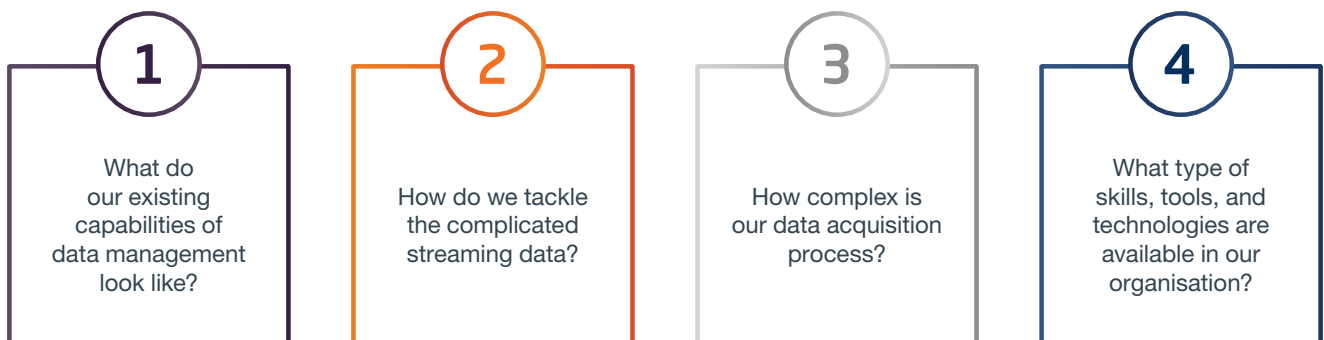 1
What do
our existing
capabilities of
data management
look like?
2
How do we tackle
the complicated
streaming data?
3
How complex is
our data acquisition
process?
4
What type of
skills, tools, and
technologies are
available in our
organisation?